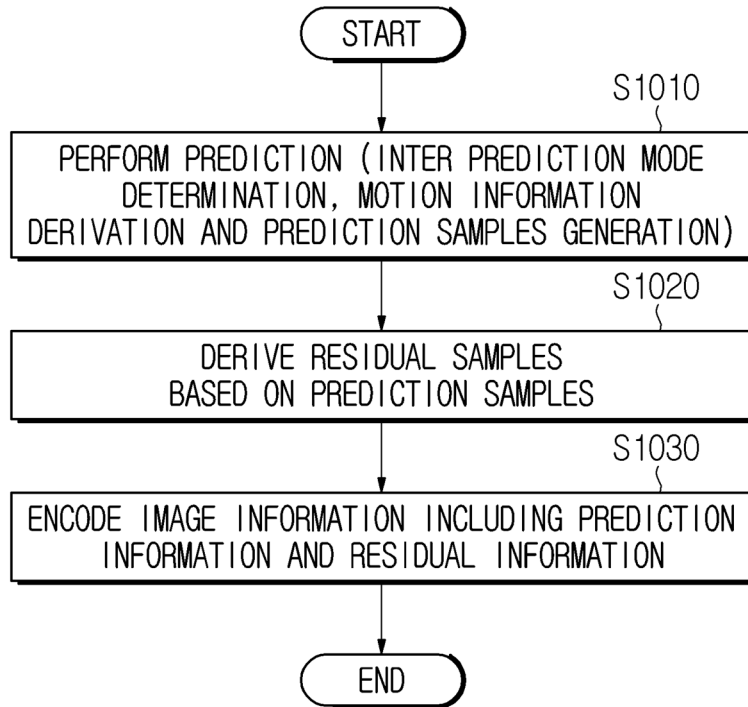 START
S1010
PERFORM PREDICTION (INTER PREDICTION MODE
DETERMINATION, MOTION INFORMATION
DERIVATION AND PREDICTION SAMPLES GENERATION)
S1020
DERIVE RESIDUAL SAMPLES
BASED ON PREDICTION SAMPLES
S1030
ENCODE IMAGE INFORMATION INCLUDING PREDICTION
INFORMATION AND RESIDUAL INFORMATION
END